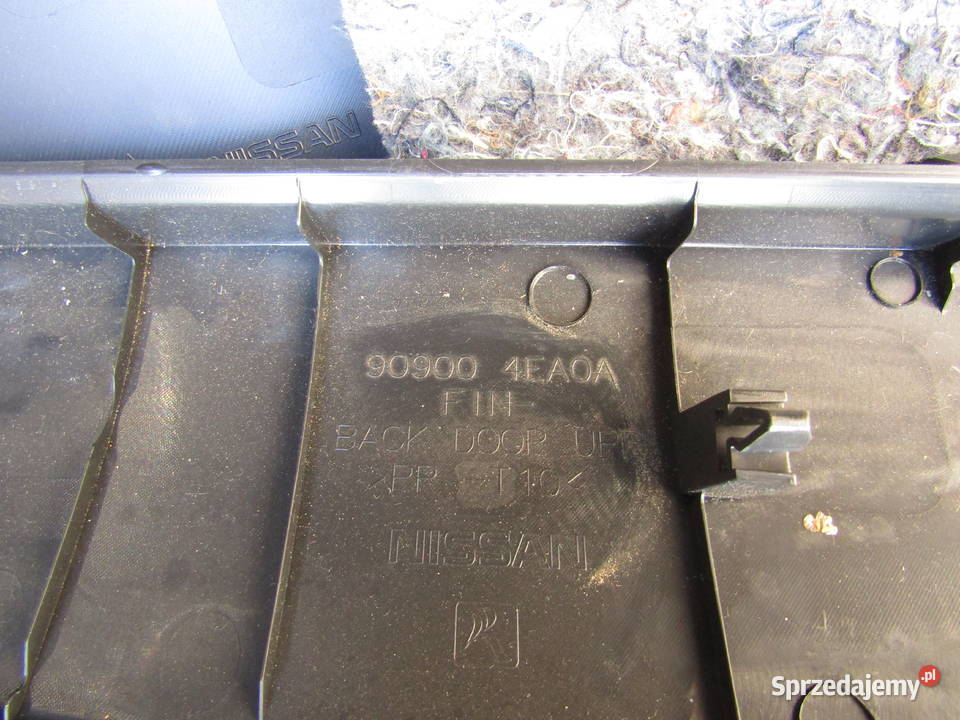 NISSAN
90900 4EA0A
FIN-
BACK DOOR UP
NISSAN
Sprzedajemy.pl